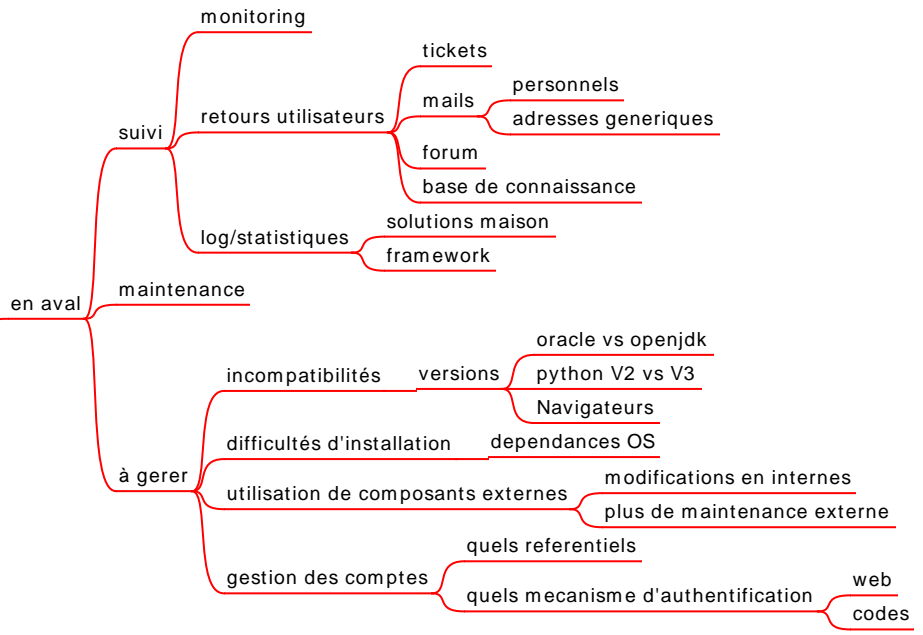 monitoring
tickets
personnels
mails
retours utilisateurs
adresses generiques
suivi
forum
base de connaissance
solutions maison
log/statistiques
framework
maintenance
en aval
oracle vs openjdk
incompatibilités
versions
python V2 vs V3
Navigateurs
difficultés d'installation
dependances OS
à gerer
modifications en internes
utilisation de composants externes
plus de maintenance externe
quels referentiels
gestion des comptes
web
quels mecanisme d'authentification
codes